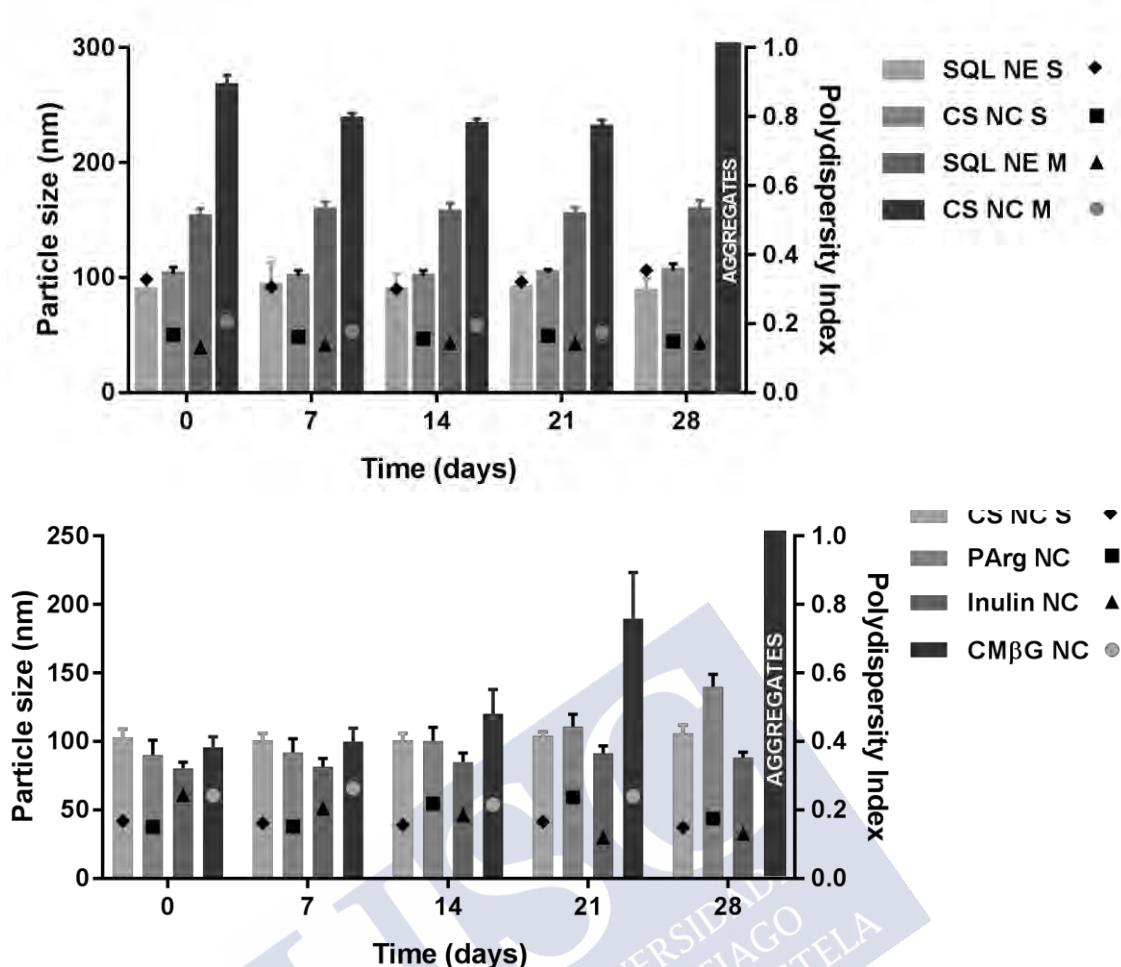 300
200
100
0
Particle size (nm)
0 7 14 21 28
Time (days)
AGGREGATES
1.0
0.8
0.6
0.4
0.2
0.0
Polydispersity Index
SQL NE S
CS NC S
SQL NE M
CS NC M
250
200
150
100
50
0
Particle size (nm)
0 7 14 21 28
Time (days)
AGGREGATES
1.0
0.8
0.6
0.4
0.2
0.0
Polydispersity Index
CS NC S
PArg NC
Inulin NC
CMβG NC
USC